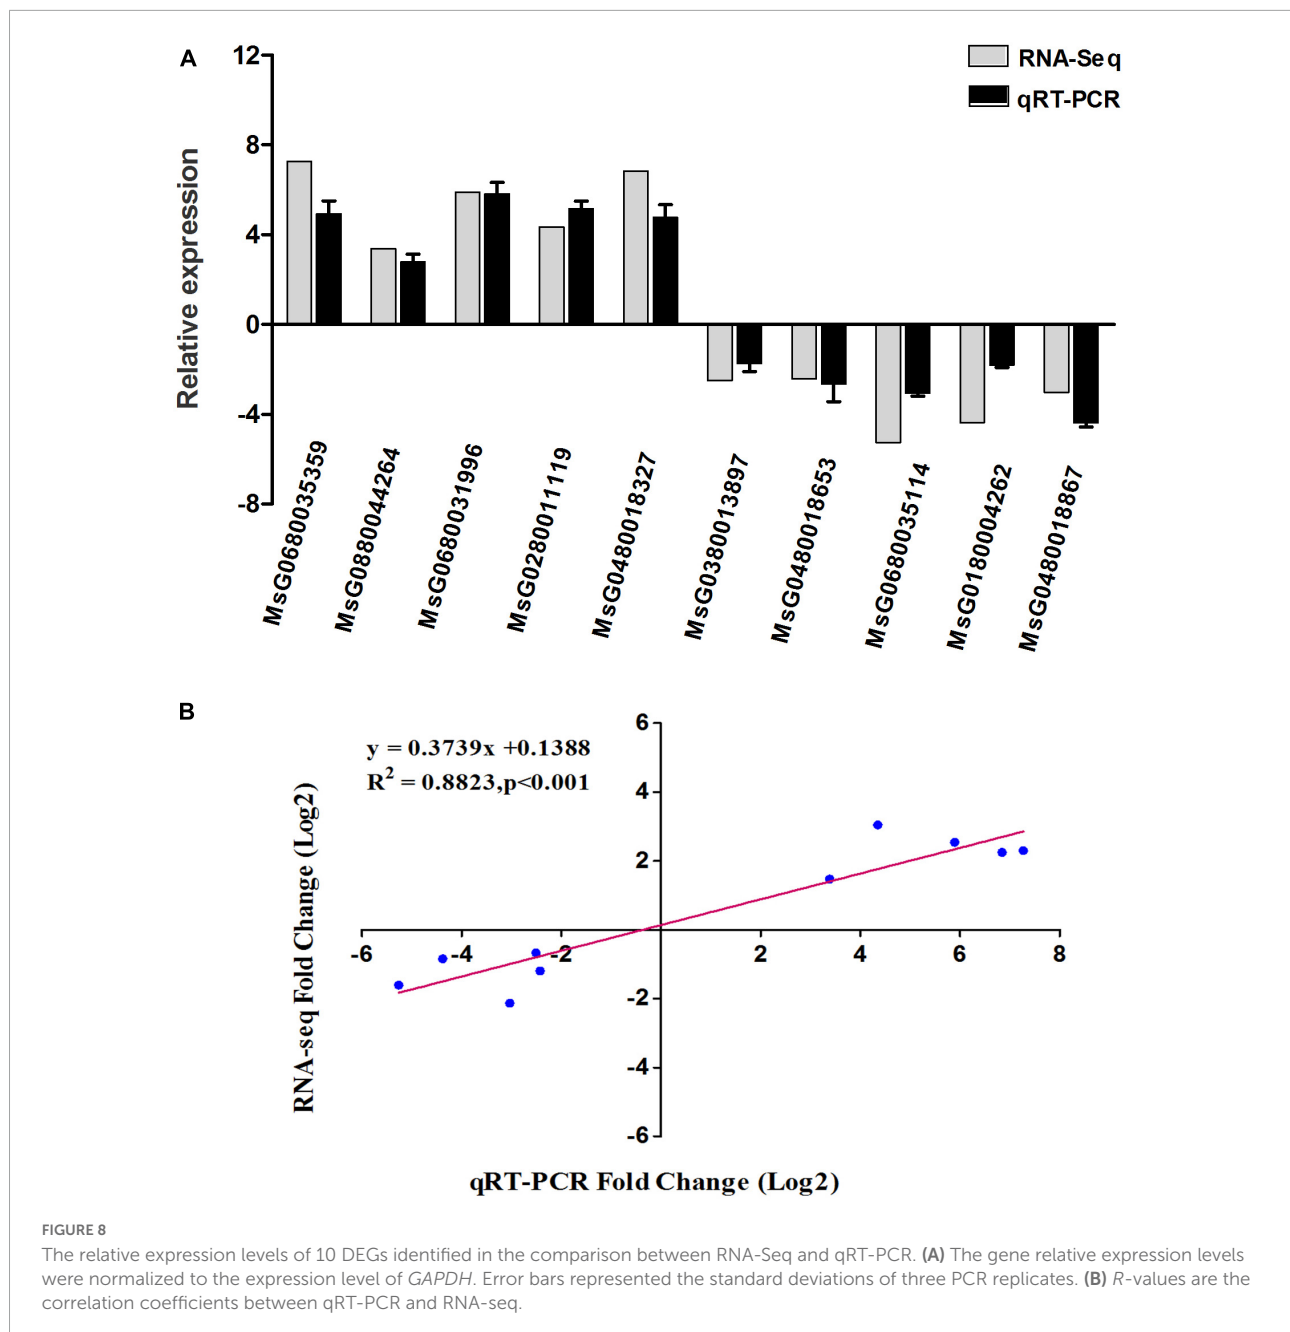 A
RNA-Seq
qRT-PCR
Relative expression
12
8
4
0
-4
-8
MsG0680035359
MsG0880044264
MsG0680031996
MsG0280011119
MsG0480018327
MsG0380013897
MsG0480018653
MsG0680035114
MsG0180004262
MsG0480018867
B
y = 0.3739x +0.1388
R² = 0.8823,p<0.001
RNA-seq Fold Change (Log2)
6
4
2
-2
-4
-6
-6 -4 -2 2 4 6 8
qRT-PCR Fold Change (Log2)
FIGURE 8
The relative expression levels of 10 DEGs identified in the comparison between RNA-Seq and qRT-PCR. (A) The gene relative expression levels
were normalized to the expression level of GAPDH. Error bars represented the standard deviations of three PCR replicates. (B) R-values are the
correlation coefficients between qRT-PCR and RNA-seq.